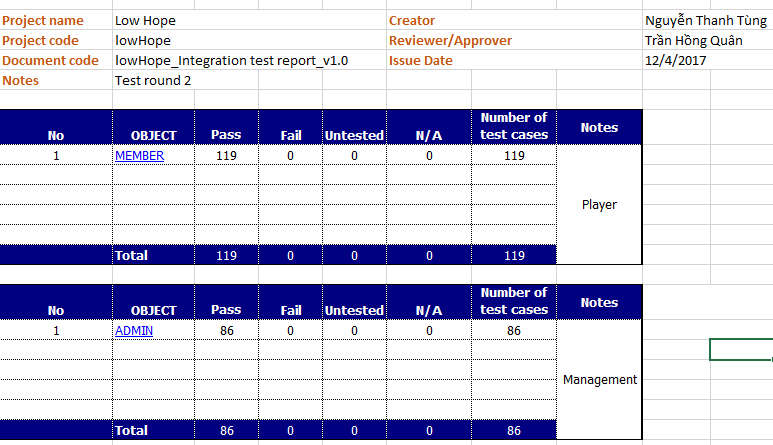 Project name Low Hope Creator Nguyễn Thanh Tùng
Project code lowHope Reviewer/Approver Trần Hồng Quân
Document code lowHope_Integration test report_v1.0 Issue Date 12/4/2017
Notes Test round 2
No OBJECT Pass Fail Untested N/A Number of test cases Notes
1 MEMBER 119 0 0 0 119
Player
Total 119 0 0 0 119
No OBJECT Pass Fail Untested N/A Number of test cases Notes
1 ADMIN 86 0 0 0 86
Management
Total 86 0 0 0 86